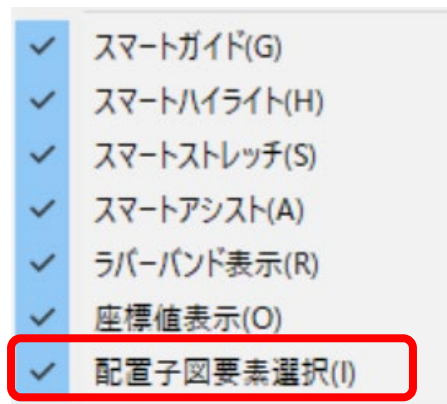 スマートガイド(G)
スマートハイライト(H)
スマートストレッチ(S)
スマートアシスト(A)
ラバーバンド表示(R)
座標値表示(O)
配置子図要素選択(I)